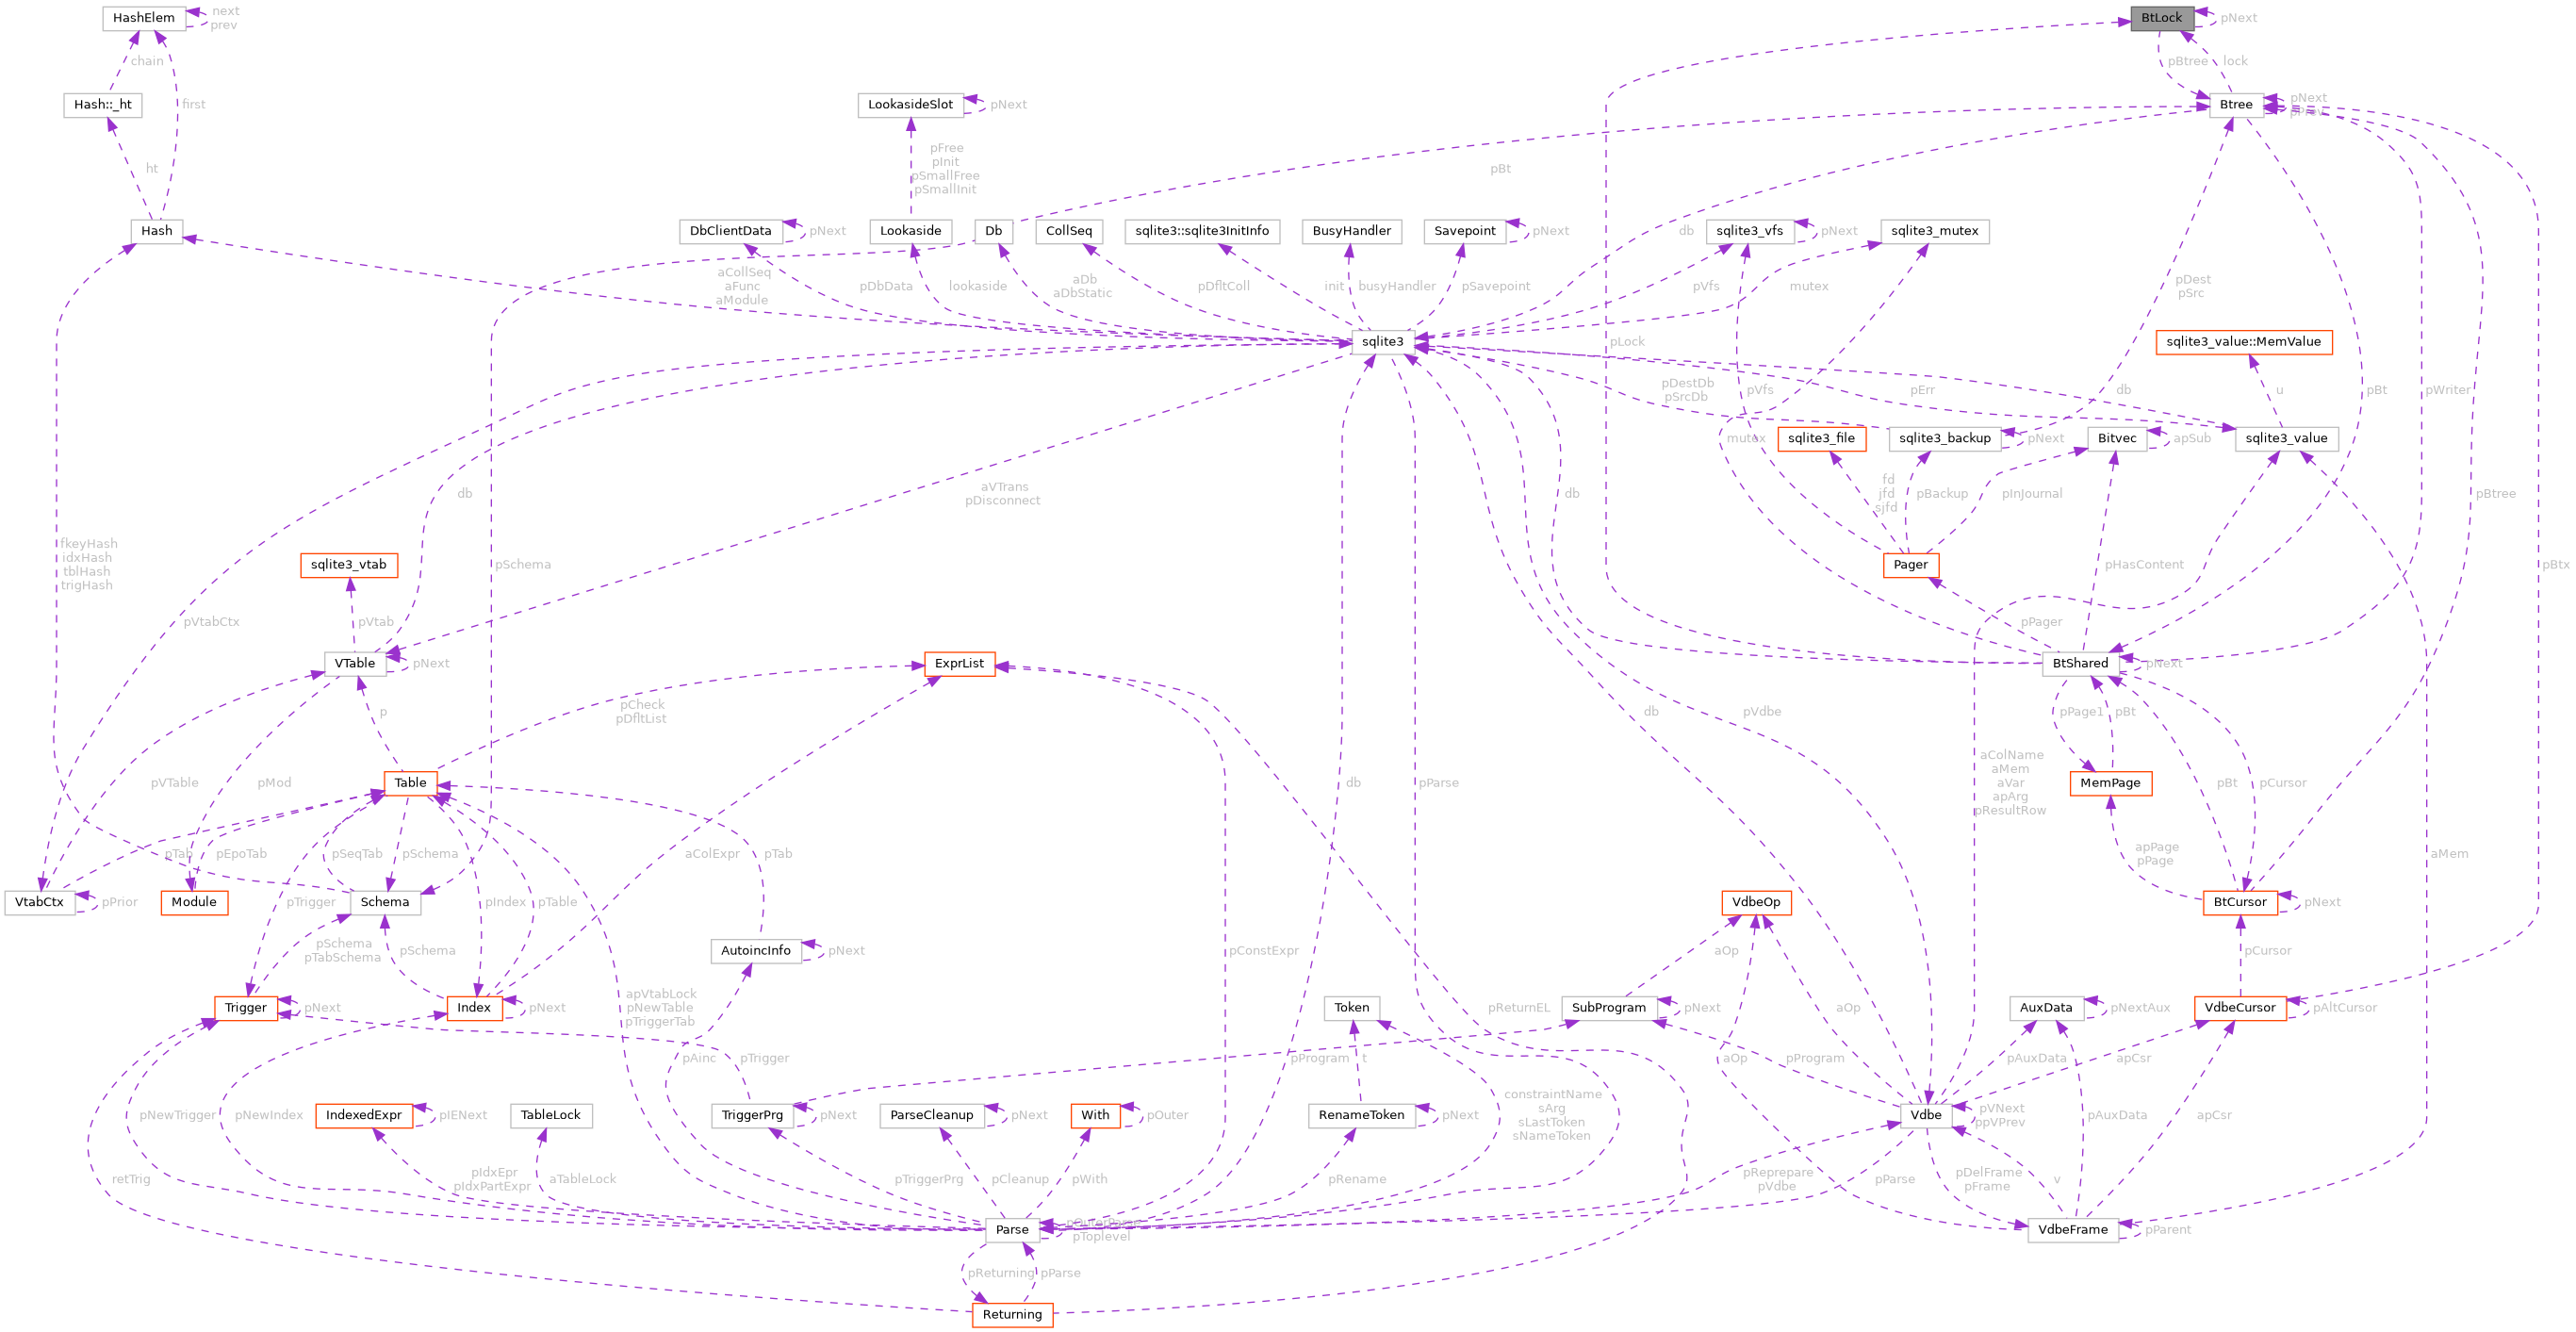 HashElem
next
prev
BtLock
pNext
chain
pBtree
lock
Hash::_ht
first
LookasideSlot
pNext
Btree
pNext
pPrev
ht
pFree
pInit
pSmallFree
pSmallInit
pBt
Hash
DbClientData
pNext
Lookaside
Db
CollSeq
sqlite3::sqlite3InitInfo
BusyHandler
Savepoint
pNext
db
sqlite3_vfs
pNext
sqlite3_mutex
aCollSeq
aFunc
aModule
pDbData
lookaside
aDb
aDbStatic
pDfltColl
init
busyHandler
pSavepoint
pVfs
mutex
pDest
pSrc
sqlite3
pLock
sqlite3_value::MemValue
pDestDb
pSrcDb
pVfs
pErr
db
u
pBt
pWriter
mutex
sqlite3_file
sqlite3_backup
pNext
Bitvec
apSub
sqlite3_value
db
aVTrans
pDisconnect
db
fd
jfd
sjfd
pBackup
pInJournal
pBtree
fkeyHash
idxHash
tblHash
trigHash
sqlite3_vtab
pSchema
Pager
pHasContent
pBtx
pVtabCtx
pVtab
pPager
VTable
pNext
ExprList
BtShared
pNext
p
pCheck
pDfltList
db
pVdbe
pPage1
pBt
pVTable
pMod
Table
db
pParse
aColName
aMem
aVar
apArg
pResultRow
MemPage
pBt
pCursor
pTab
pEpoTab
pSeqTab
pSchema
aColExpr
pTab
apPage
pPage
aMem
VtabCtx
pPrior
Module
pTrigger
Schema
pIndex
pTable
VdbeOp
BtCursor
pNext
pSchema
pTabSchema
pSchema
AutoincInfo
pNext
pConstExpr
aOp
pCursor
Trigger
pNext
Index
pNext
apVtabLock
pNewTable
pTriggerTab
Token
pReturnEL
SubProgram
pNext
aOp
AuxData
pNextAux
VdbeCursor
pAltCursor
pAinc
pTrigger
pProgram
t
aOp
pProgram
pAuxData
apCsr
pNewTrigger
pNewIndex
IndexedExpr
pIENext
TableLock
TriggerPrg
pNext
ParseCleanup
pNext
With
pOuter
RenameToken
pNext
constraintName
sArg
sLastToken
sNameToken
Vdbe
pVNext
ppVPrev
pAuxData
apCsr
retTrig
pIdxEpr
pIdxPartExpr
aTableLock
pTriggerPrg
pCleanup
pWith
pRename
pReprepare
pVdbe
pParse
pDelFrame
pFrame
v
Parse
pOuterParse
pToplevel
VdbeFrame
pParent
pReturning
pParse
Returning